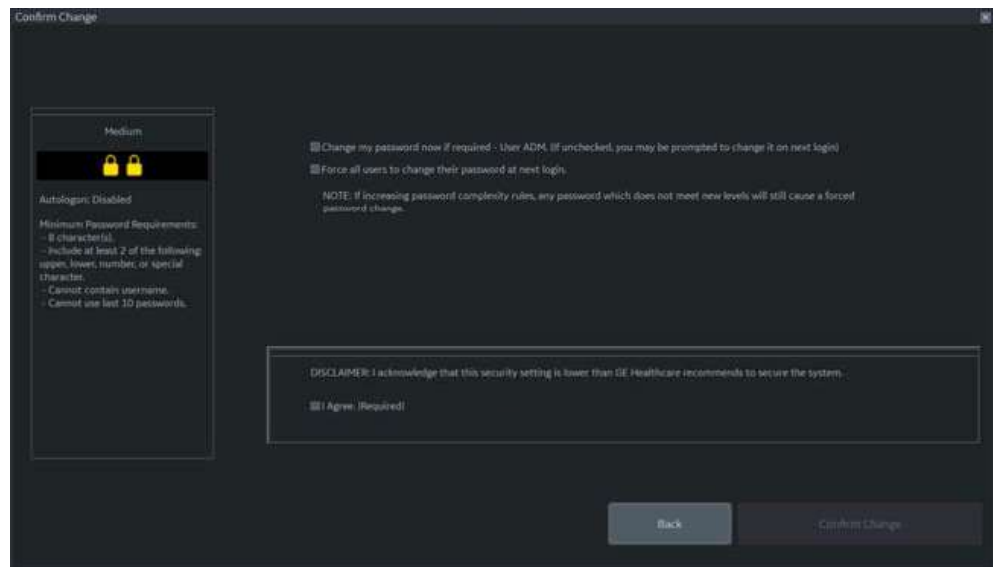 Confirm Change
Medium
Autologon: Disabled
Minimum Password Requirements:
- 8 character(s).
- Include at least 2 of the following:
upper, lower, number, or special
character.
- Cannot contain username.
- Cannot use last 10 passwords.
Change my password now if required - User ADM. (If unchecked, you may be prompted to change it on next login)
Force all users to change their password at next login.
NOTE: If increasing password complexity rules, any password which does not meet new levels will still cause a forced
password change.
DISCLAIMER: I acknowledge that this security setting is lower than GE Healthcare recommends to secure the system.
I Agree. (Required)
Back
Confirm Change